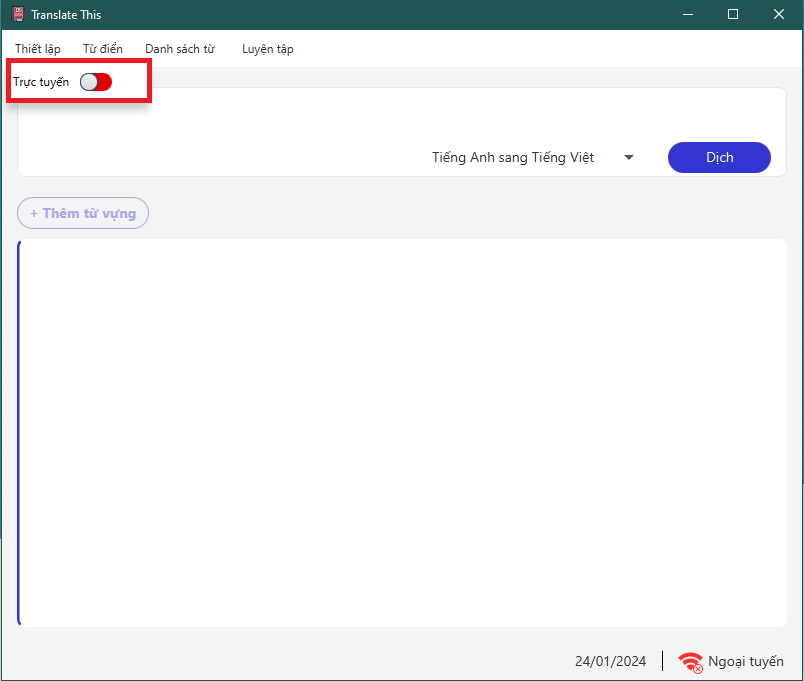 Translate This
Thiết lập Từ điển Danh sách từ Luyện tập
Trực tuyến
Tiếng Anh sang Tiếng Việt Dịch
+ Thêm từ vựng
24/01/2024 Ngoại tuyến